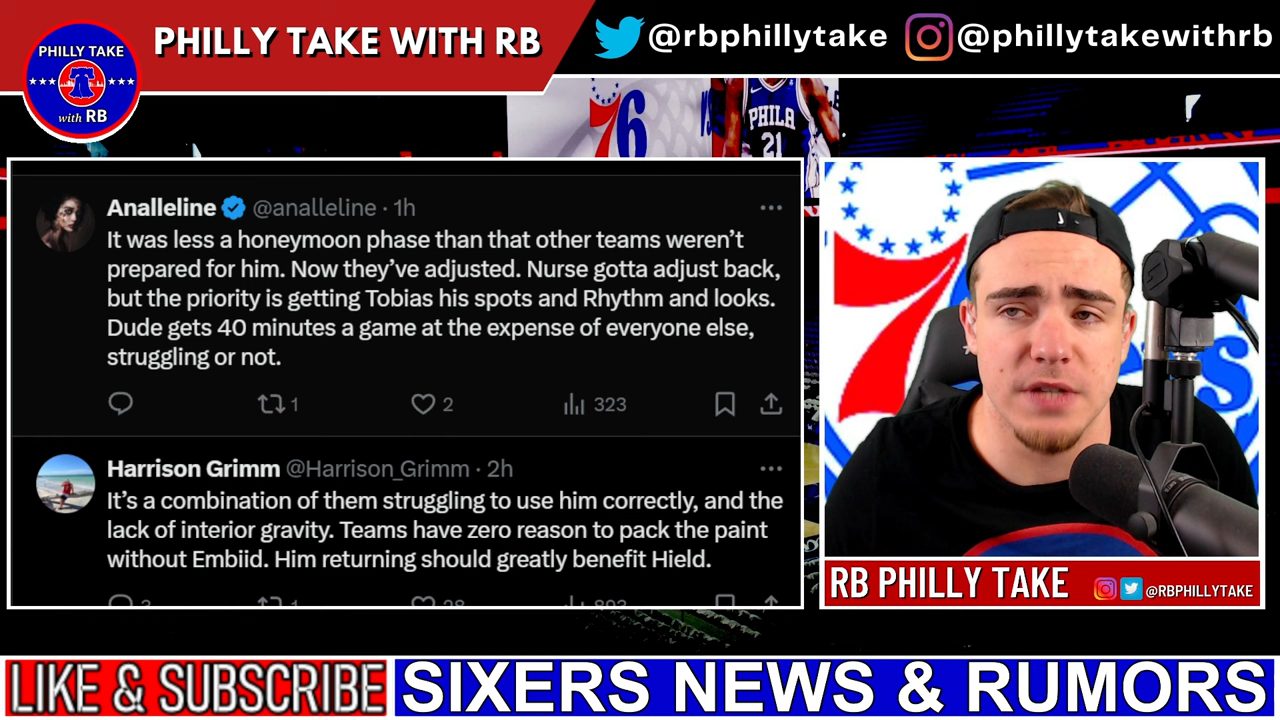 PHILLY TAKE
with RB
PHILLY TAKE WITH RB
@rbphillytake
@phillytakewithrb
76
PHILA
21
Analleline @analleline · 1h
It was less a honeymoon phase than that other teams weren't
prepared for him. Now they've adjusted. Nurse gotta adjust back,
but the priority is getting Tobias his spots and Rhythm and looks.
Dude gets 40 minutes a game at the expense of everyone else,
struggling or not.
1
2
323
Harrison Grimm @Harrison_Grimm · 2h
It's a combination of them struggling to use him correctly, and the
lack of interior gravity. Teams have zero reason to pack the paint
without Embiid. Him returning should greatly benefit Hield.
RB PHILLY TAKE
@RBPHILLYTAKE
LIKE & SUBSCRIBE
SIXERS NEWS & RUMORS